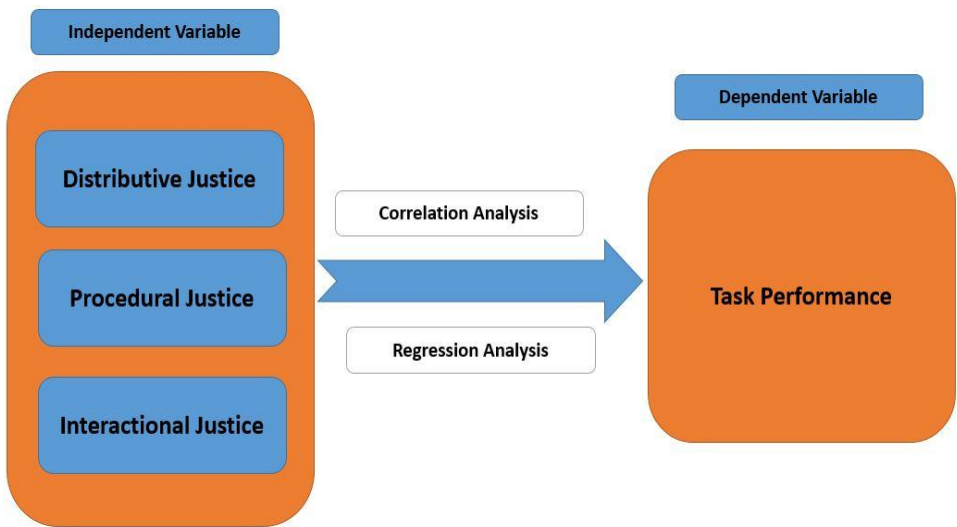 Independent Variable
Dependent Variable
Distributive Justice
Correlation Analysis
Procedural Justice
Task Performance
Regression Analysis
Interactional Justice